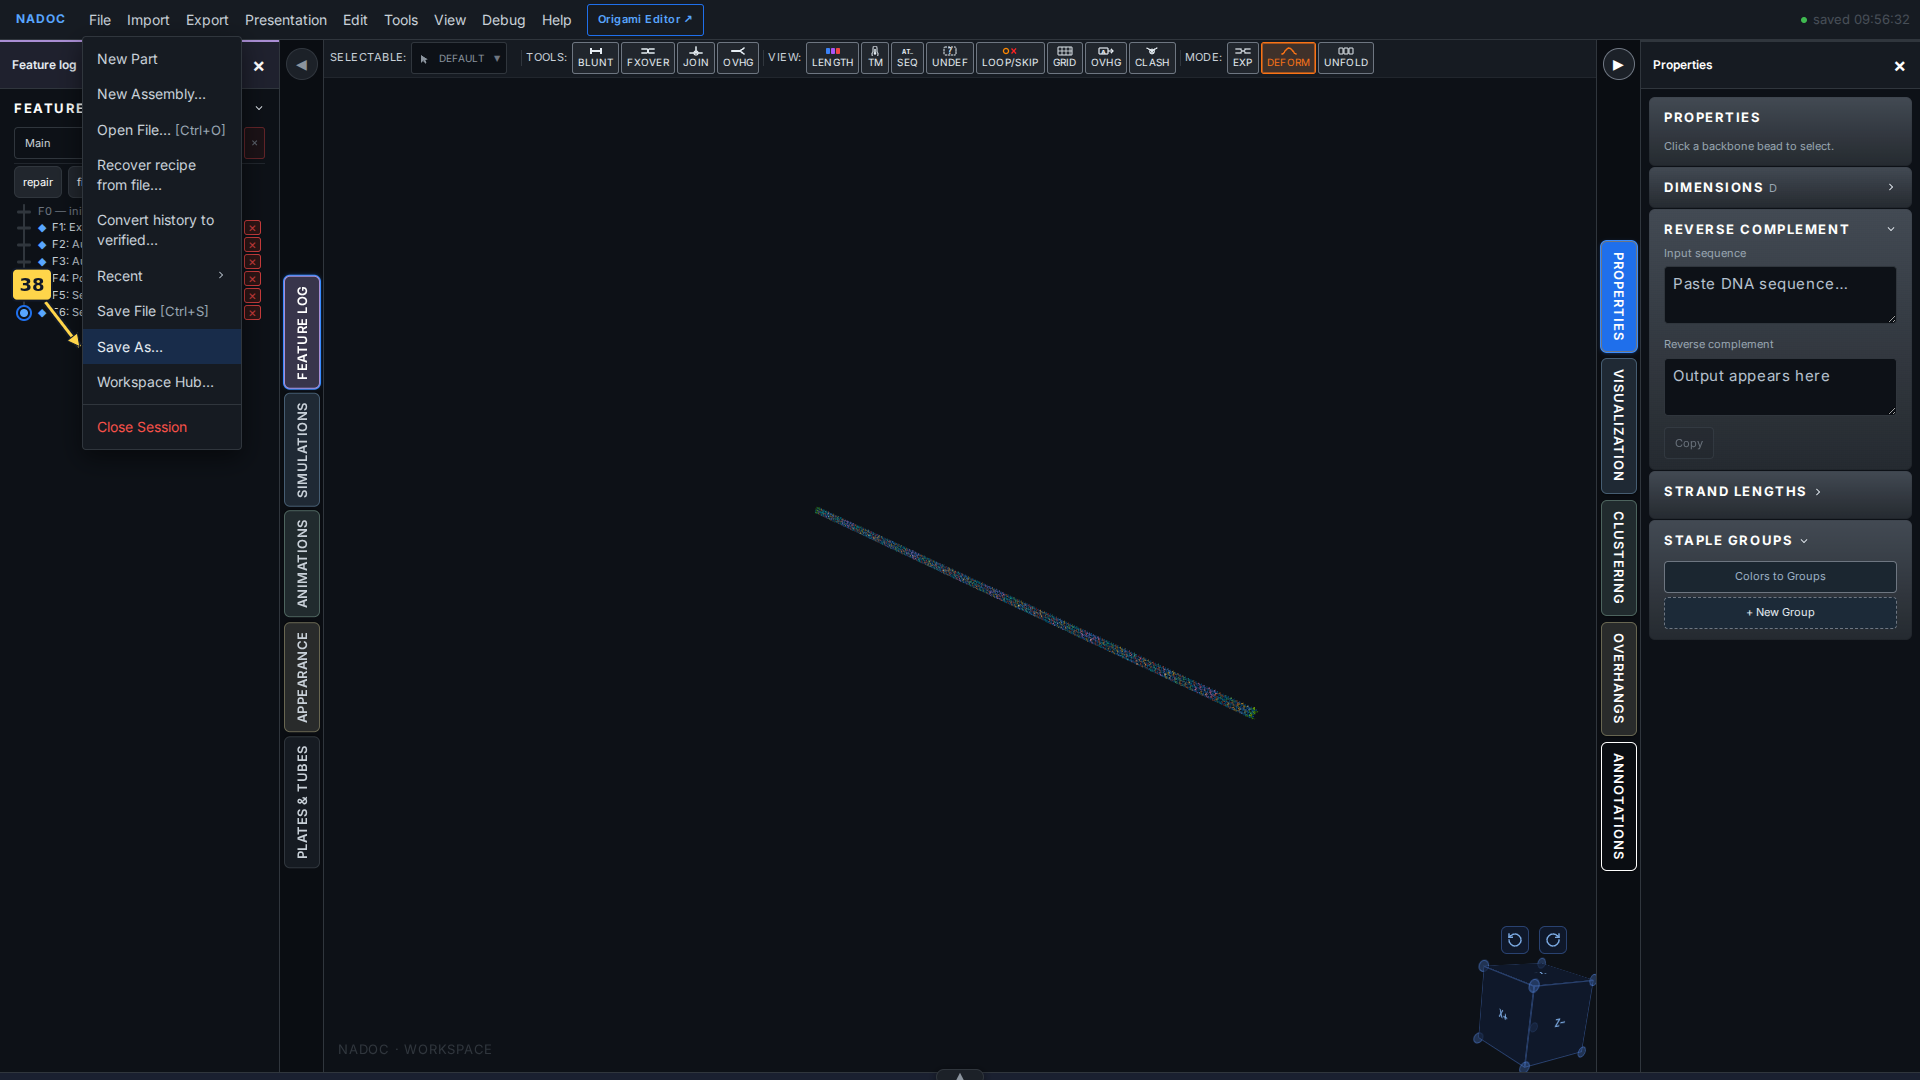 NADOC File Import Export Presentation Edit Tools View Debug Help Origami Editor ↗ saved 09:56:32
Feature log
FEATURE
Main
repair
F0 — ini
F1: Ex
F2: Au
F3: Au
F4: Po
F5: Se
F6: Se
38
New Part
New Assembly...
Open File... [Ctrl+O]
Recover recipe
from file...
Convert history to
verified...
Recent
Save File [Ctrl+S]
Save As...
Workspace Hub...
Close Session
FEATURE LOG
SIMULATIONS
ANIMATIONS
APPEARANCE
PLATES & TUBES
SELECTABLE: DEFAULT TOOLS: BLUNT FXOVER JOIN OVHG VIEW: LENGTH TM SEQ UNDEF LOOP/SKIP GRID OVHG CLASH MODE: EXP DEFORM UNFOLD
NADOC · WORKSPACE
X+
Z-
PROPERTIES
VISUALIZATION
CLUSTERING
OVERHANGS
ANNOTATIONS
Properties
PROPERTIES
Click a backbone bead to select.
DIMENSIONS D
REVERSE COMPLEMENT
Input sequence
Paste DNA sequence...
Reverse complement
Output appears here
Copy
STRAND LENGTHS
STAPLE GROUPS
Colors to Groups
+ New Group